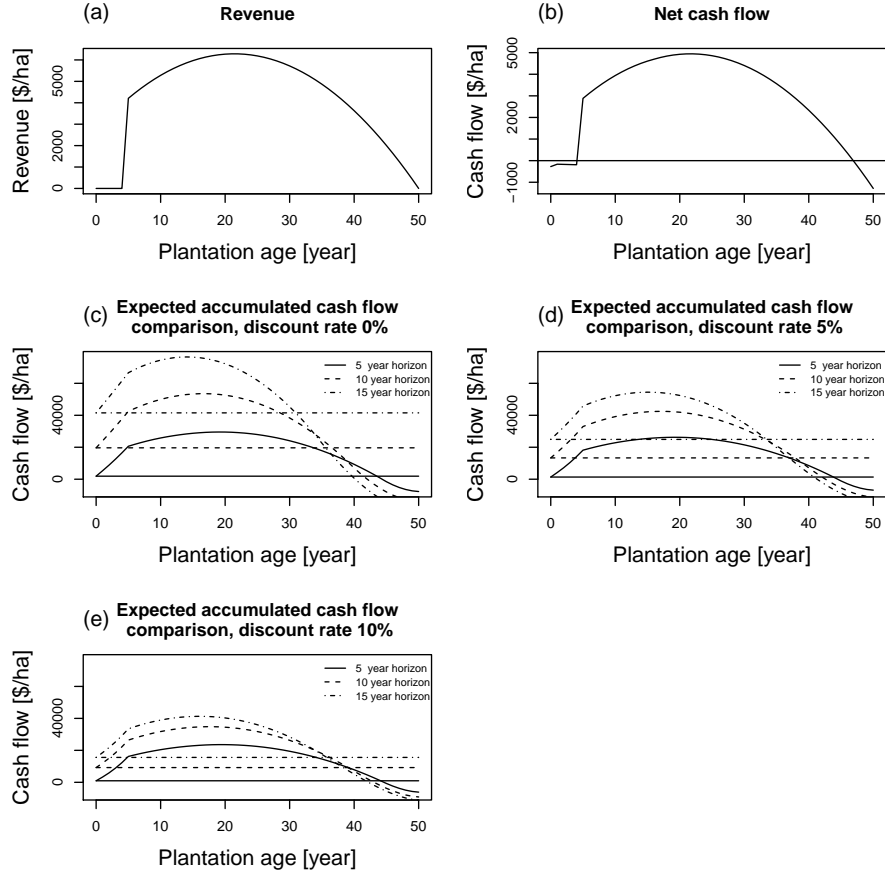 (a)
Revenue
Revenue [$/ha]
0 2000 6000
0 10 20 30 40 50
Plantation age [year]
(b)
Net cash flow
Cash flow [$/ha]
−1000 2000 5000
0 10 20 30 40 50
Plantation age [year]
(c)
Expected accumulated cash flow
comparison, discount rate 0%
Cash flow [$/ha]
0 40000
5 year horizon
10 year horizon
15 year horizon
0 10 20 30 40 50
Plantation age [year]
(d)
Expected accumulated cash flow
comparison, discount rate 5%
Cash flow [$/ha]
0 40000
5 year horizon
10 year horizon
15 year horizon
0 10 20 30 40 50
Plantation age [year]
(e)
Expected accumulated cash flow
comparison, discount rate 10%
Cash flow [$/ha]
0 40000
5 year horizon
10 year horizon
15 year horizon
0 10 20 30 40 50
Plantation age [year]